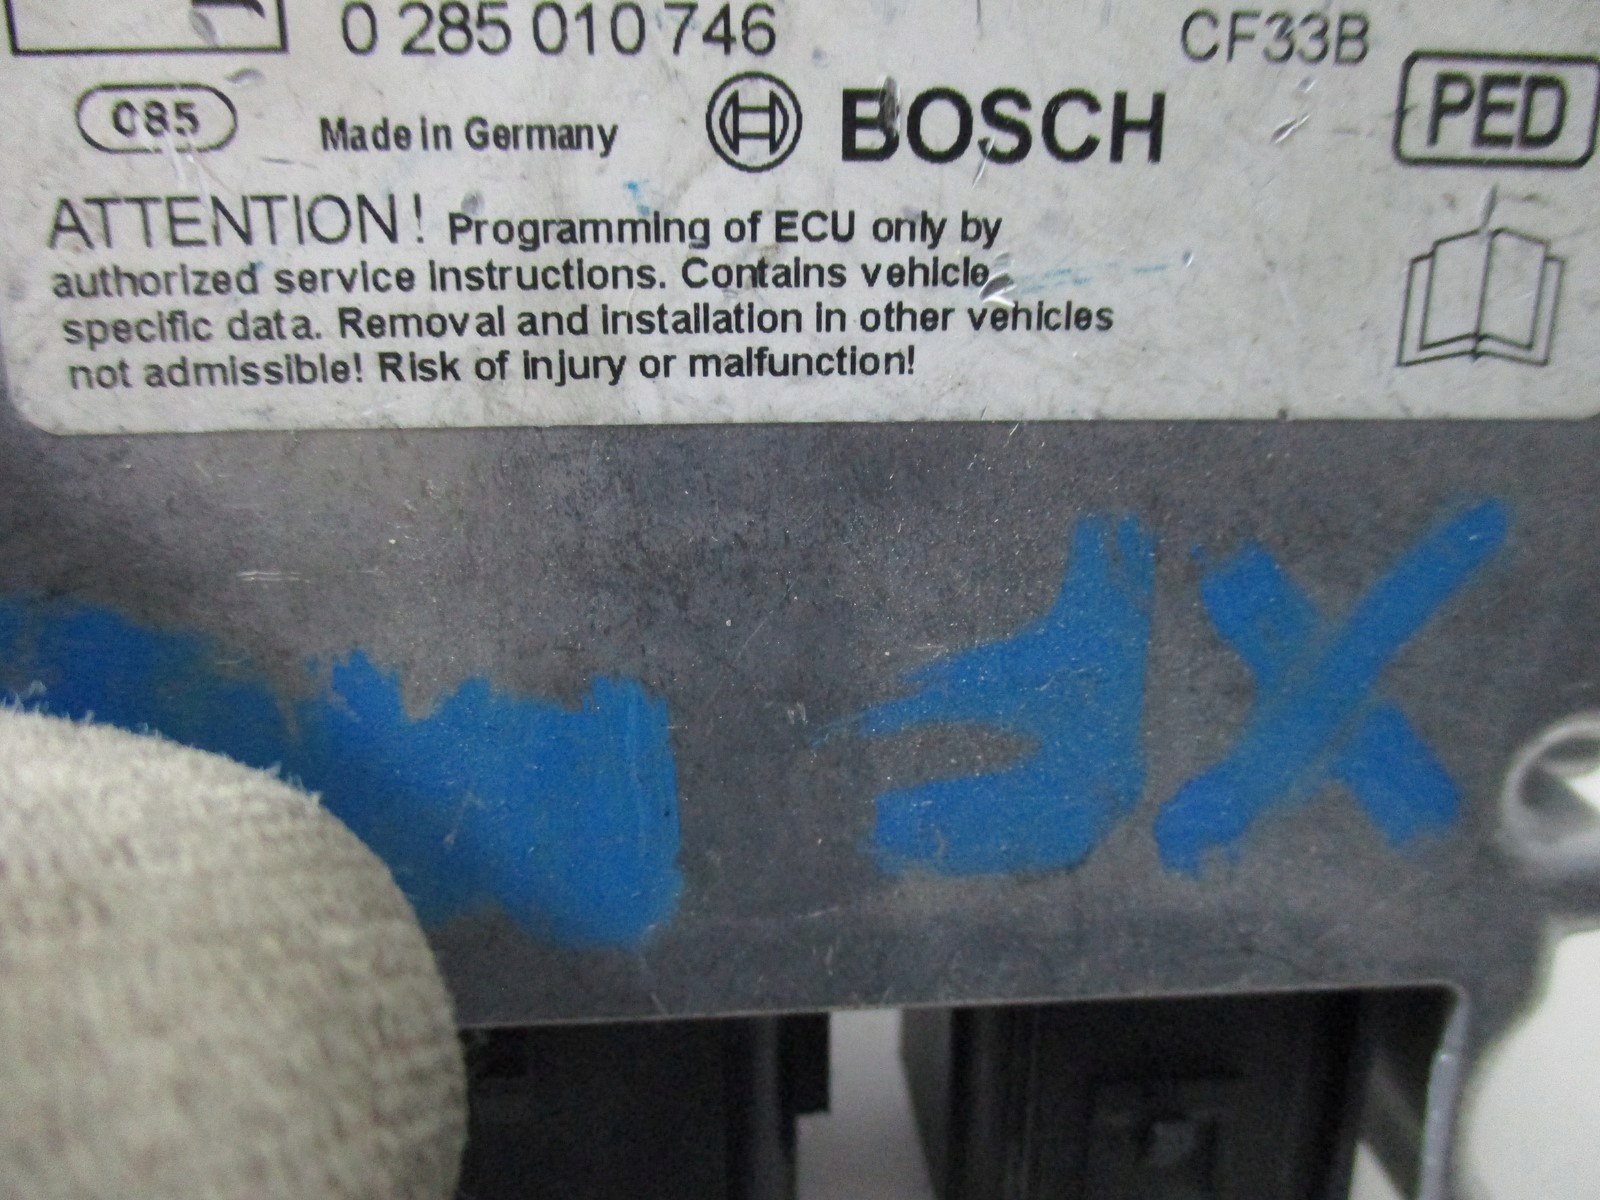 0 285 010 746 CF33B
085 Made in Germany BOSCH PED
ATTENTION! Programming of ECU only by
authorized service instructions. Contains vehicle
specific data. Removal and installation in other vehicles
not admissible! Risk of injury or malfunction!